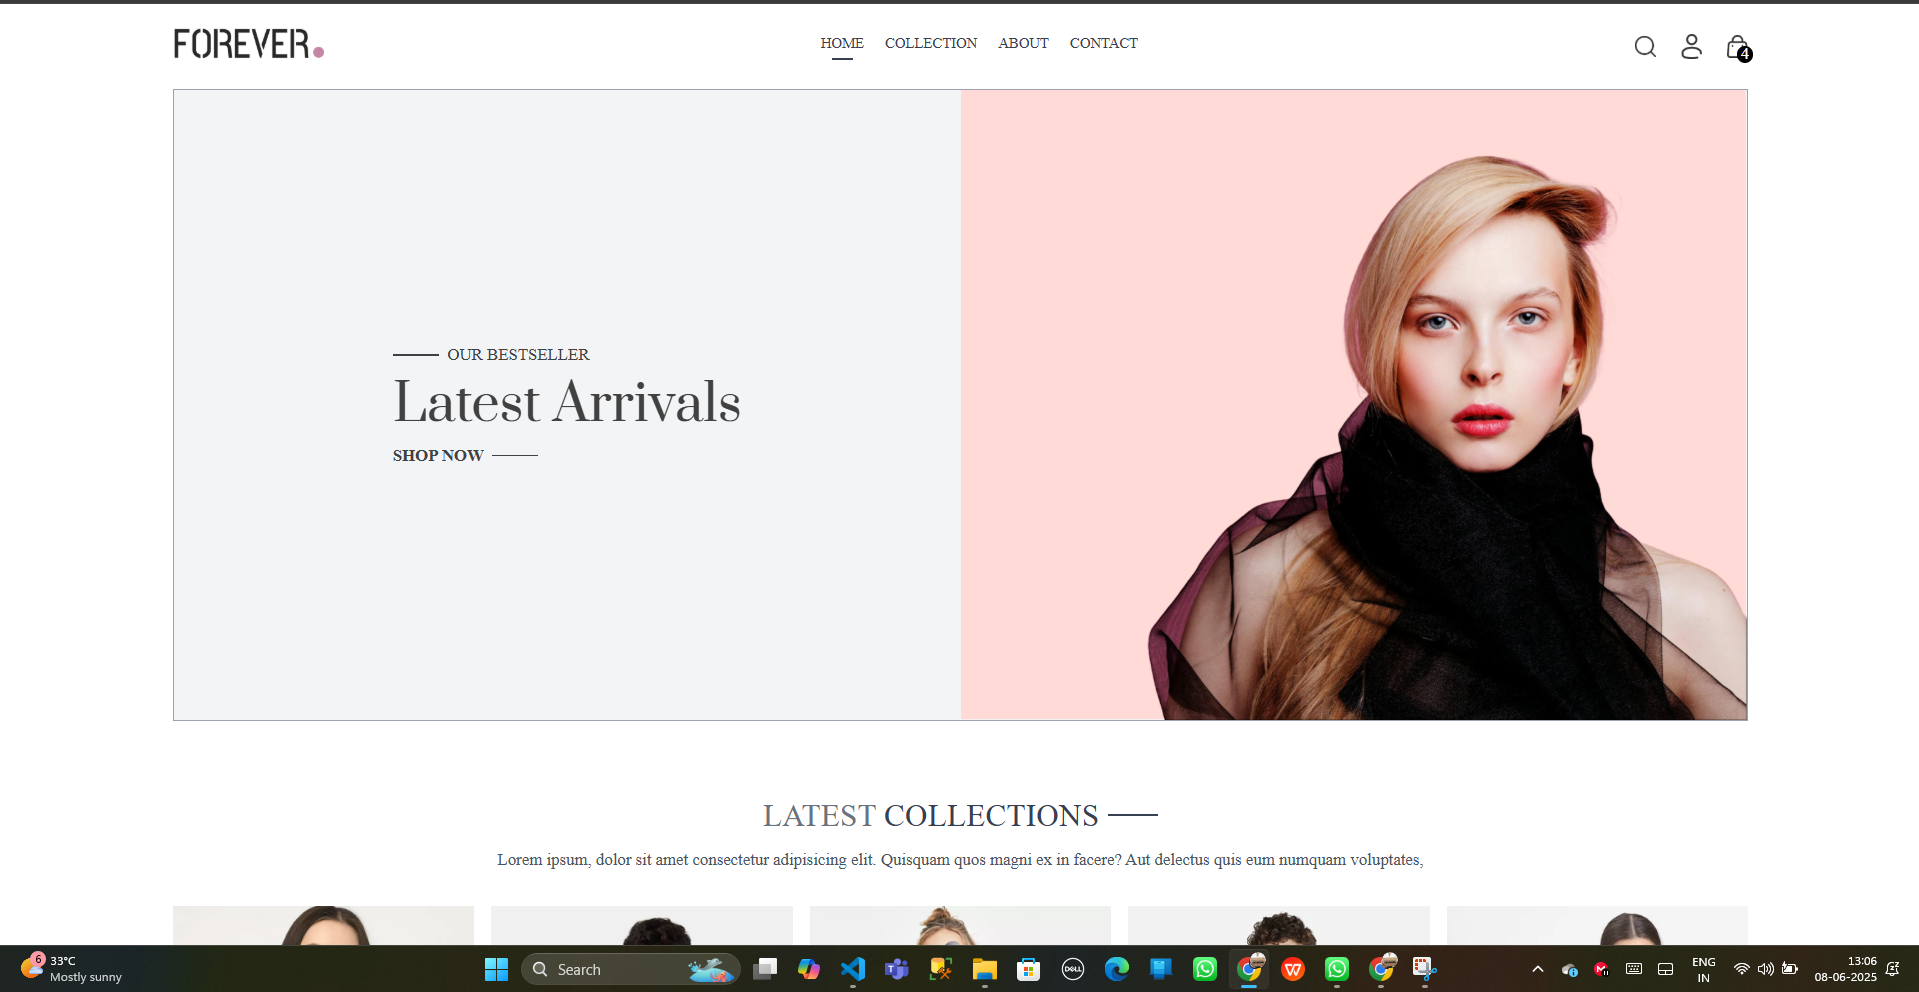 FOREVER.
HOME COLLECTION ABOUT CONTACT
4
OUR BESTSELLER
Latest Arrivals
SHOP NOW
LATEST COLLECTIONS
Lorem ipsum, dolor sit amet consectetur adipisicing elit. Quisquam quos magni ex in facere? Aut delectus quis eum numquam voluptates,
6
33°C
Mostly sunny
Search
DELL
ENG
IN
13:06
08-06-2025